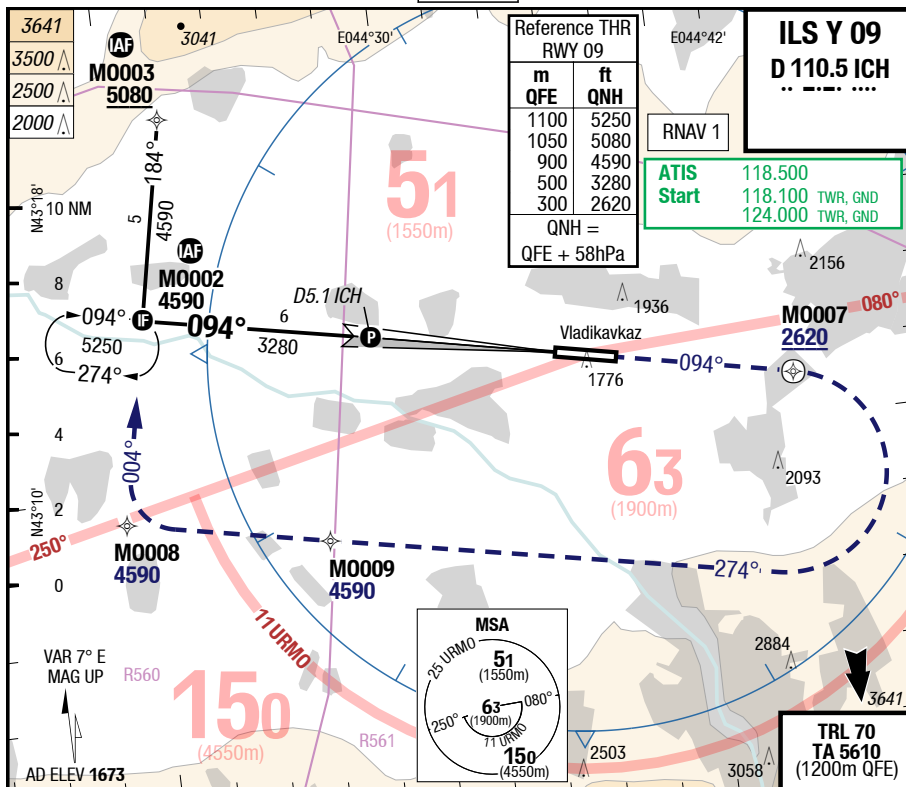 3641
3500
2500
2000
IAF
M0003
5080
3041
E044°30'
Reference THR
RWY 09
m ft
QFE QNH
1100 5250
1050 5080
900 4590
500 3280
300 2620
QNH =
QFE + 58hPa
E044°42'
RNAV 1
ILS Y 09
D 110.5 ICH
ATIS 118.500
Start 118.100 TWR, GND
124.000 TWR, GND
184°
5
4590
N43°18'
10 NM
8
6
4
2
0
IAF
M0002
4590
51
(1550m)
2156
1936
080°
M0007
2620
D5.1 ICH
IF
094°
6
3280
P
Vladikavkaz
094°
5250
274°
1776
094°
004°
63
(1900m)
2093
N43°10'
250°
M0008
4590
M0009
4590
274°
11 URMO
MSA
25 URMO
51
(1550m)
63
(1900m)
080°
250°
11 URMO
150
(4550m)
2884
VAR 7° E
MAG UP
R560
150
(4550m)
R561
3641
2503
3058
TRL 70
TA 5610
(1200m QFE)
AD ELEV 1673